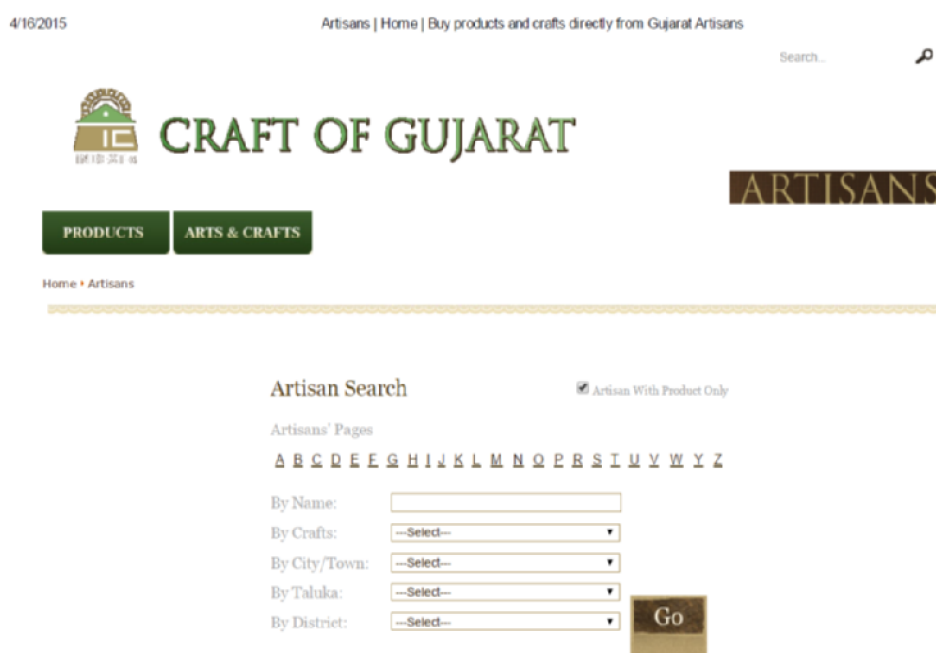 4/16/2015 Artisans | Home | Buy products and crafts directly from Gujarat Artisans
Search...
CRAFT OF GUJARAT
ARTISANS
PRODUCTS ARTS & CRAFTS
Home Artisans
Artisan Search Artisan With Product Only
Artisans' Pages
A B C D E F G H I J K L M N O P R S T U V W Y Z
By Name:
By Crafts: ---Select---
By City/Town: ---Select---
By Taluka: ---Select---
By District: ---Select---
Go